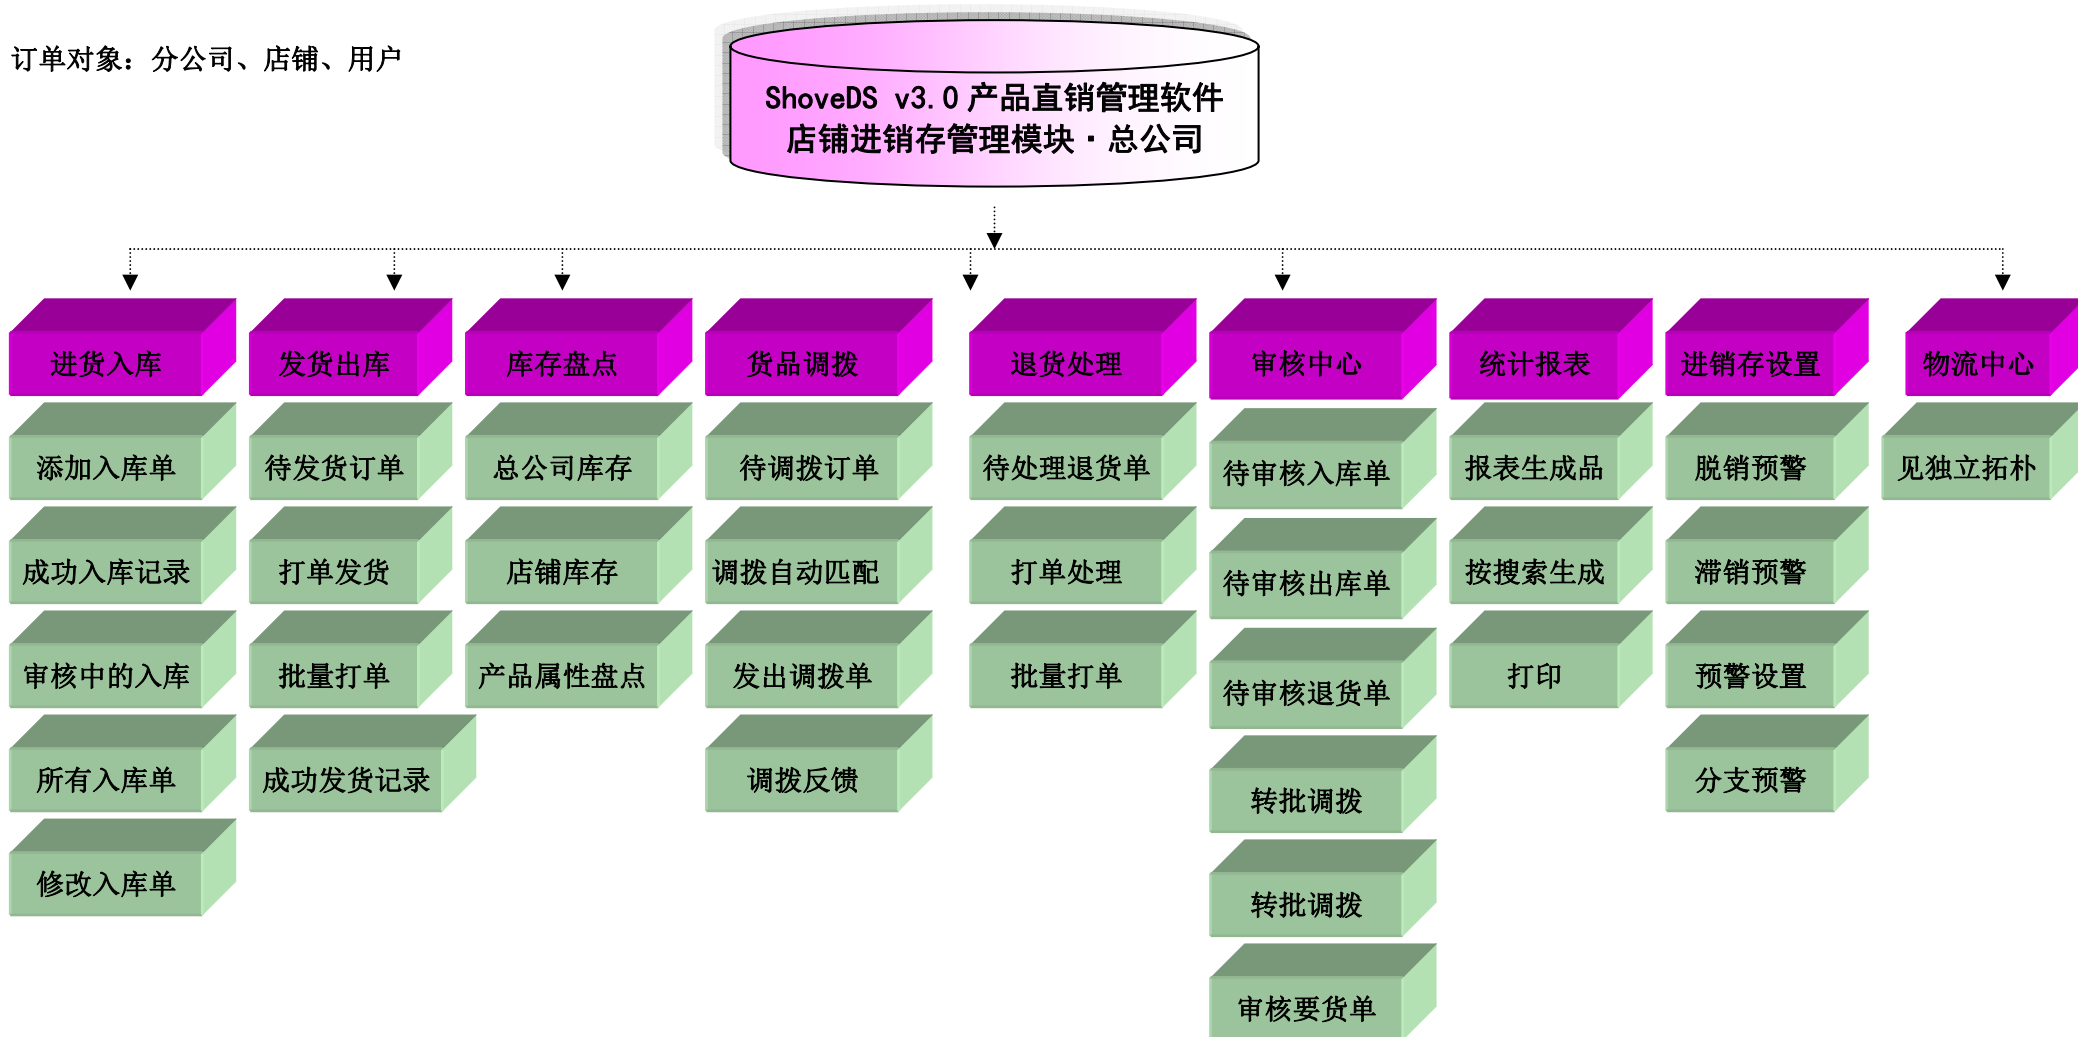 订单对象：分公司、店铺、用户
ShoveDS v3.0 产品直销管理软件
店铺进销存管理模块·总公司
进货入库
发货出库
库存盘点
货品调拨
退货处理
审核中心
统计报表
进销存设置
物流中心
添加入库单
待发货订单
总公司库存
待调拨订单
待处理退货单
待审核入库单
报表生成品
脱销预警
见独立拓朴
成功入库记录
打单发货
店铺库存
调拨自动匹配
打单处理
待审核出库单
按搜索生成
滞销预警
审核中的入库
批量打单
产品属性盘点
发出调拨单
批量打单
待审核退货单
打印
预警设置
所有入库单
成功发货记录
调拨反馈
转批调拨
分支预警
修改入库单
转批调拨
审核要货单